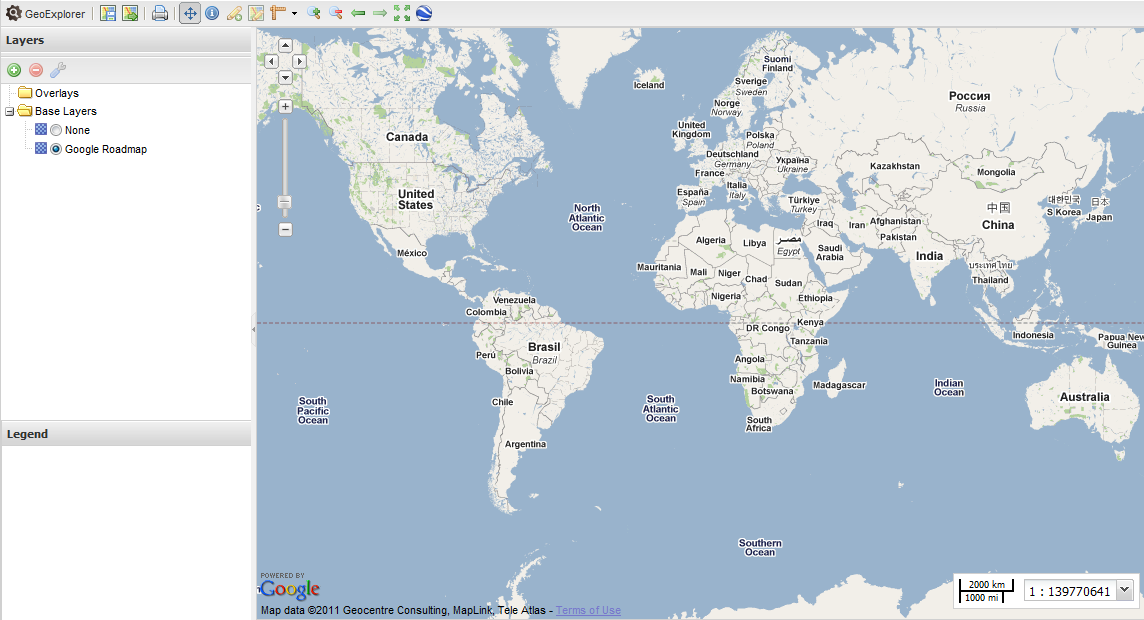 GeoExplorer
Layers
Overlays
Base Layers
None
Google Roadmap
Legend
Suomi
Finland
Iceland
Sverige
Sweden
Norge
Norway
Россия
Russia
United
Kingdom
Polska
Poland
Canada
Deutschland
Germany
Україна
Ukraine
France
Kazakhstan
Mongolia
United
States
España
Spain
Italia
Italy
Türkiye
Turkey
中国
China
대한민국
S Korea
日本
Japan
North
Atlantic
Ocean
Iraq
Iran
Afghanistan
Pakistan
Algeria
Libya
مصر
Egypt
Saudi
Arabia
India
México
Mauritania
Mali
Niger
Chad
Sudan
ประเทศไทย
Thailand
Venezuela
Colombia
Nigeria
Ethiopia
DR Congo
Kenya
Tanzania
Indonesia
Papua New
Guinea
Brasil
Brazil
Perú
Bolivia
Angola
Namibia
Botswana
Madagascar
Indian
Ocean
Australia
South
Pacific
Ocean
Chile
South
Atlantic
Ocean
South
Africa
Argentina
Southern
Ocean
POWERED BY
Google
Map data ©2011 Geocentre Consulting, MapLink, Tele Atlas - Terms of Use
2000 km
1000 mi
1 : 139770641